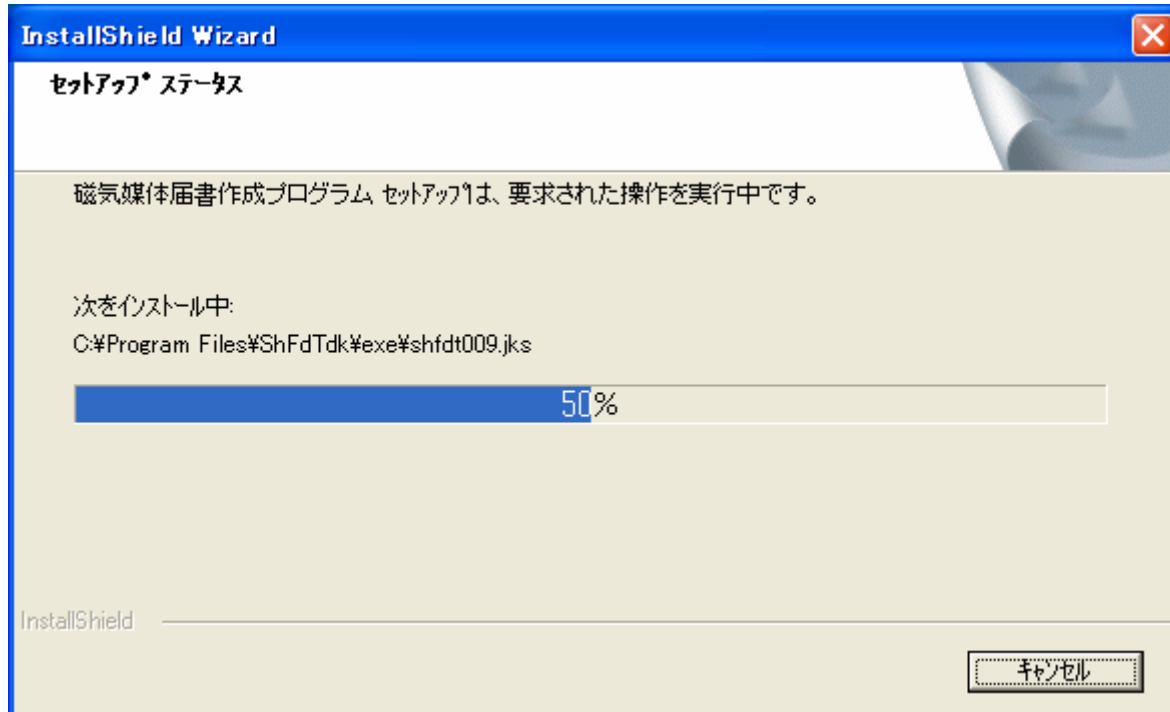 InstallShield Wizard
セットアップ ステータス
磁気媒体届書作成プログラム セットアップは、要求された操作を実行中です。
次をインストール中:
C:¥Program Files¥ShFdTdk¥exe¥shfdt009.jks
50%
InstallShield
キャンセル